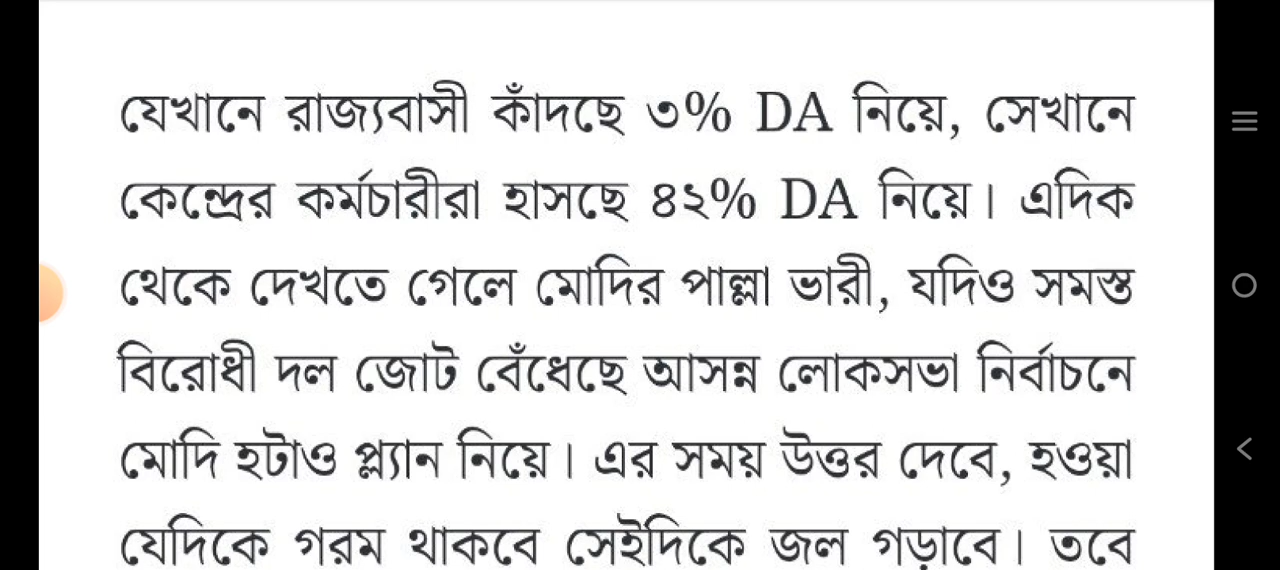 যেখানে রাজ্যবাসী কাঁদছে ৩% DA নিয়ে, সেখানে
কেন্দ্রের কর্মচারীরা হাসছে ৪২% DA নিয়ে। এদিক
থেকে দেখতে গেলে মোদির পাল্লা ভারী, যদিও সমস্ত
বিরোধী দল জোট বেঁধেছে আসন্ন লোকসভা নির্বাচনে
মোদি হটাও প্ল্যান নিয়ে। এর সময় উত্তর দেবে, হওয়া
যেদিকে গরম থাকবে সেইদিকে জল গড়াবে। তবে